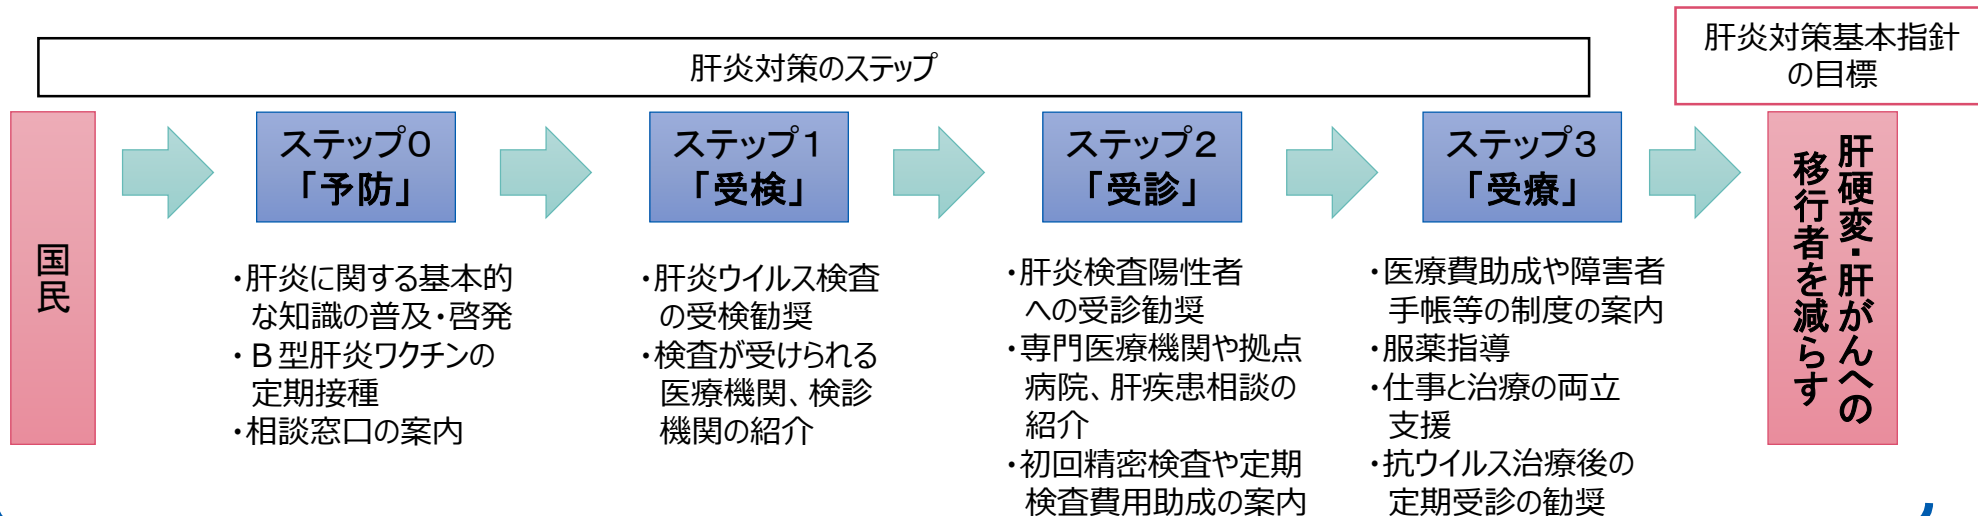 肝炎対策のステップ
肝炎対策基本指針
の目標
国民
ステップ0
「予防」
・肝炎に関する基本的
な知識の普及・啓発
・B型肝炎ワクチンの
定期接種
・相談窓口の案内
ステップ1
「受検」
・肝炎ウイルス検査
の受検勧奨
・検査が受けられる
医療機関、検診
機関の紹介
ステップ2
「受診」
・肝炎検査陽性者
への受診勧奨
・専門医療機関や拠点
病院、肝疾患相談の
紹介
・初回精密検査や定期
検査費用助成の案内
ステップ3
「受療」
・医療費助成や障害者
手帳等の制度の案内
・服薬指導
・仕事と治療の両立
支援
・抗ウイルス治療後の
定期受診の勧奨
肝硬変・肝がんへの
移行者を減らす